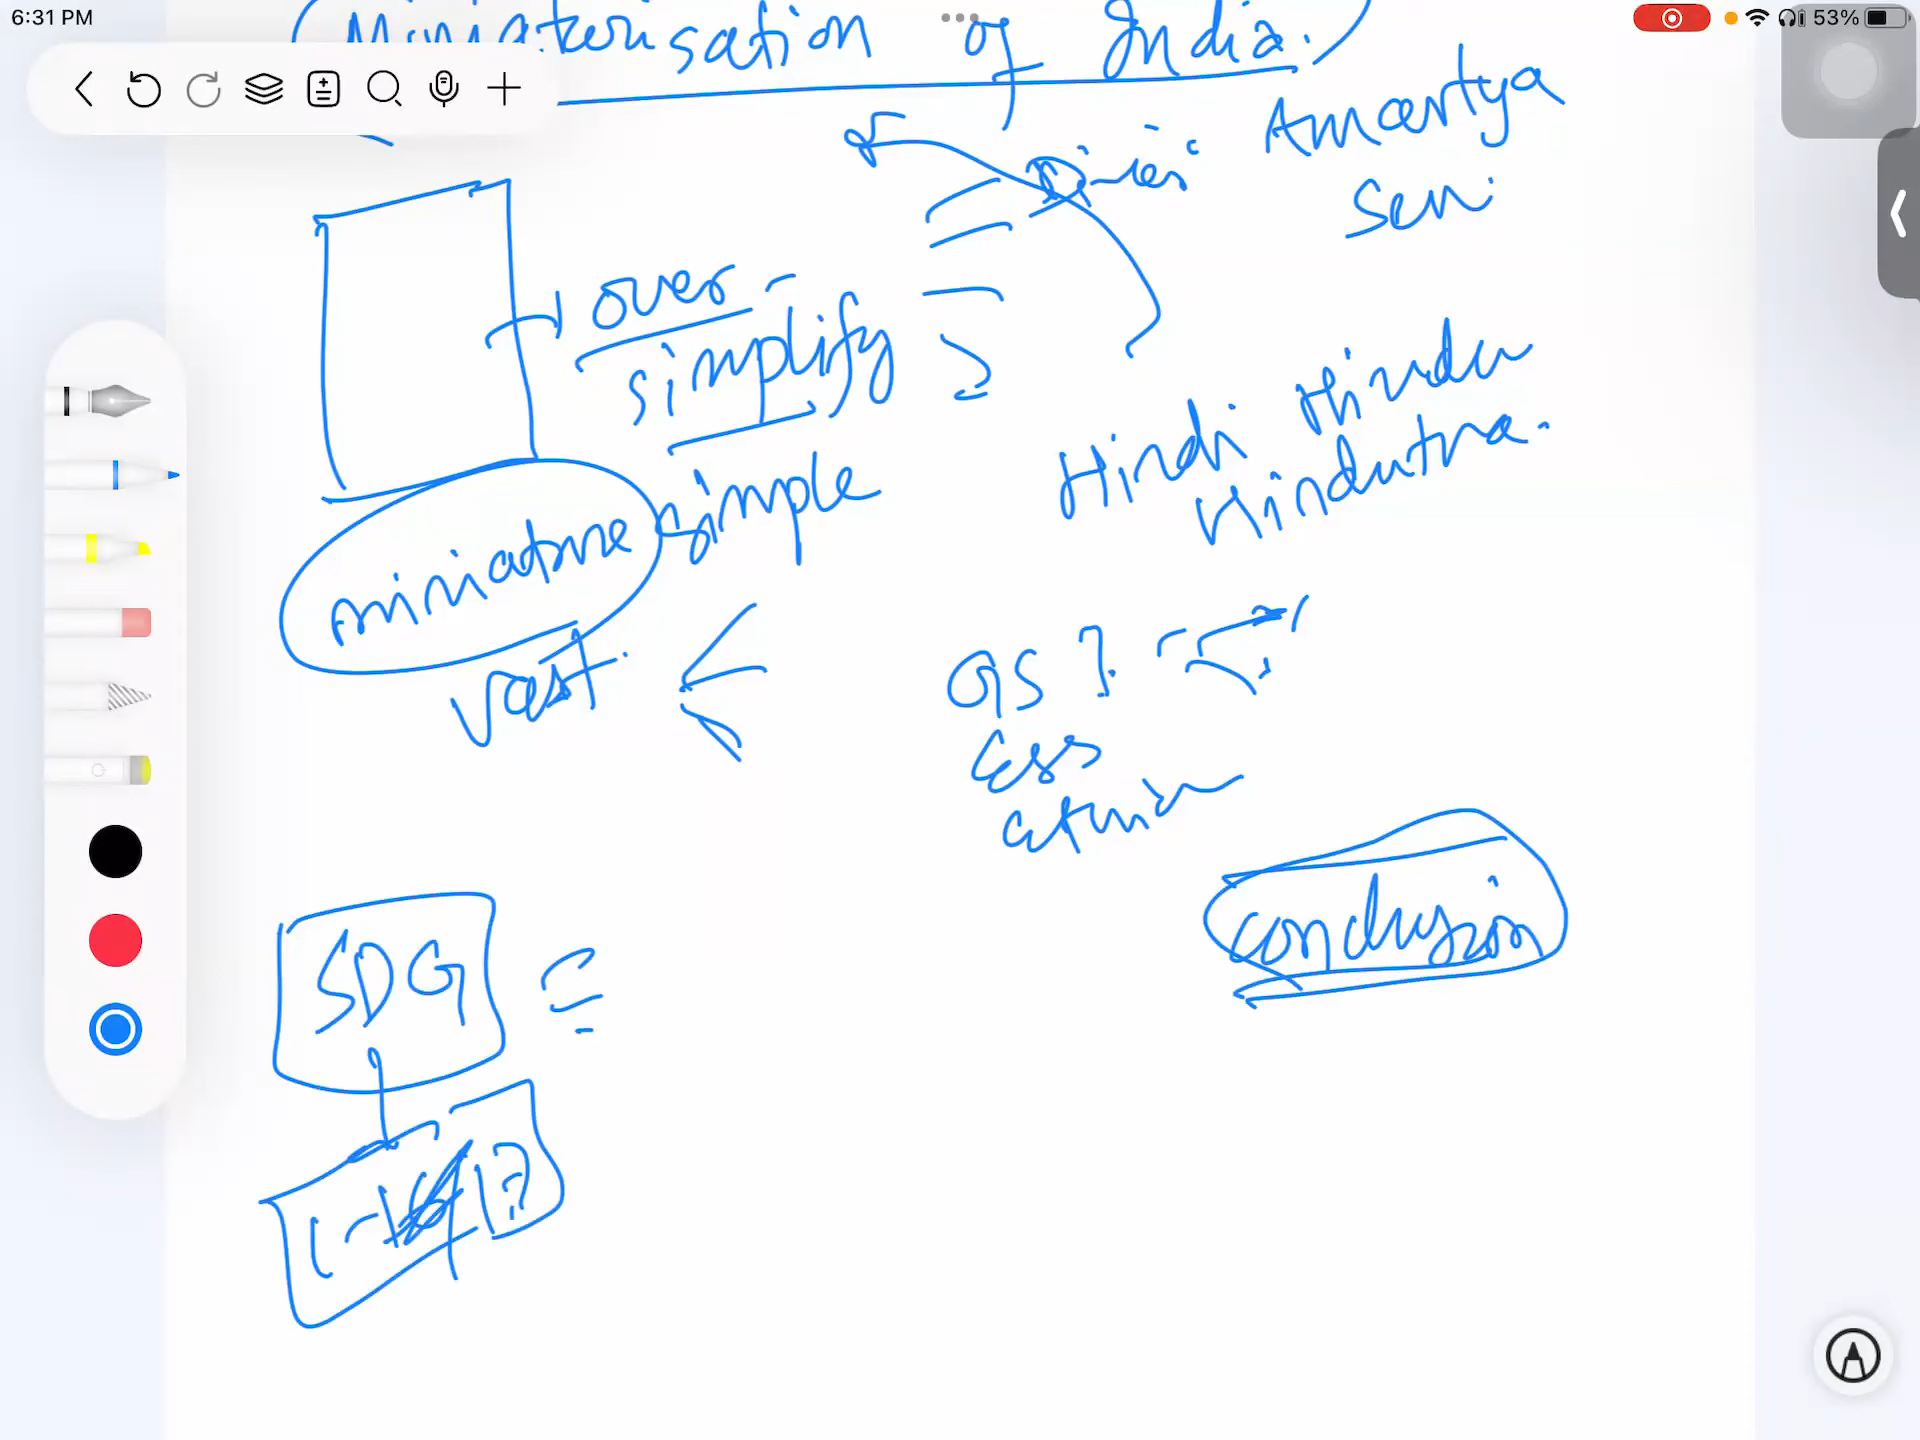 6:31 PM
53%
Miniaturisation of India.
Amartya
Sen
over
simplify
simple
miniature
vast.
Hindi Hindu
Hindutva.
GS
Ess
conclusion
SDG